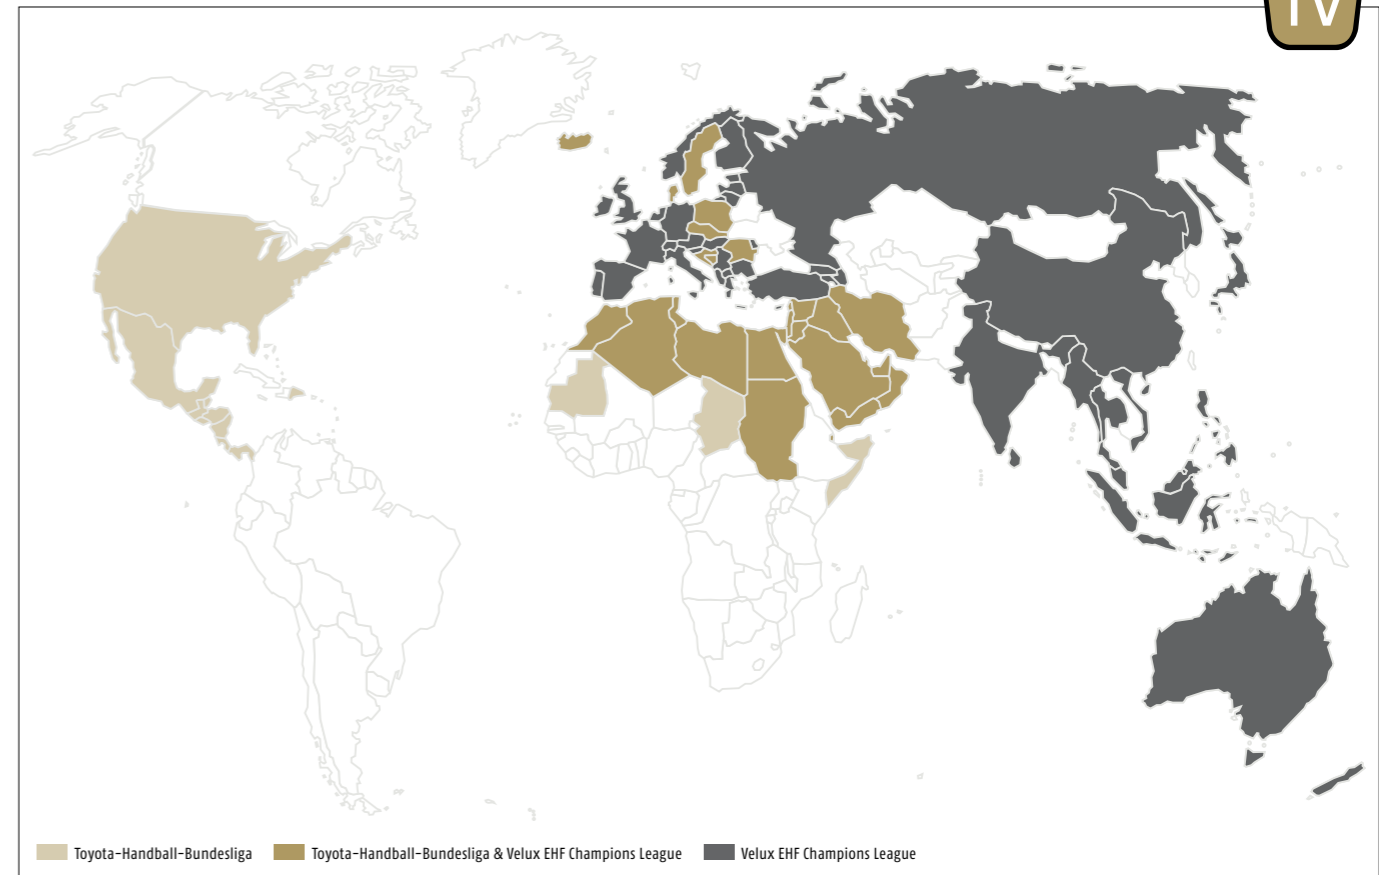 TV
Toyota-Handball-Bundesliga
Toyota-Handball-Bundesliga & Velux EHF Champions League
Velux EHF Champions League